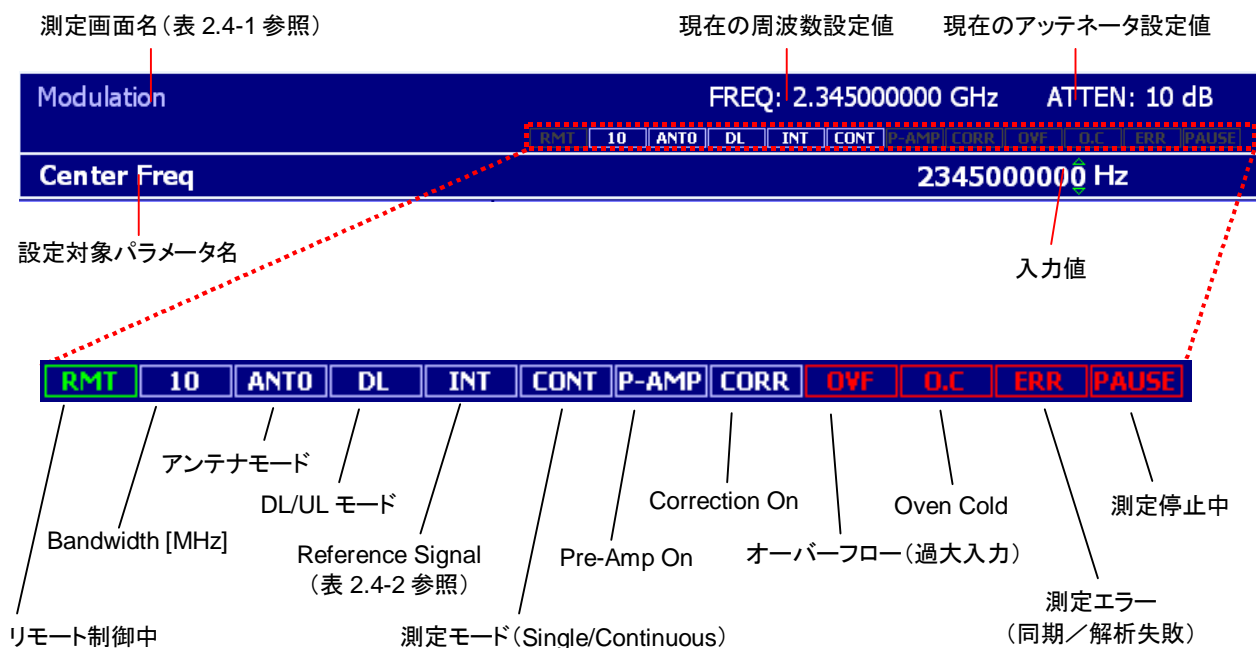 測定画面名（表 2.4-1 参照）
現在の周波数設定値
現在のアッテネータ設定値
Modulation
FREQ: 2.345000000 GHz
ATTEN: 10 dB
RMT 10 ANT0 DL INT CONT P-AMP CORR OVF O.C ERR PAUSE
Center Freq
2345000000 Hz
設定対象パラメータ名
入力値
RMT 10 ANT0 DL INT CONT P-AMP CORR OVF O.C ERR PAUSE
アンテナモード
DL/UL モード
Correction On
Oven Cold
測定停止中
Bandwidth [MHz]
Reference Signal
（表 2.4-2 参照）
Pre-Amp On
オーバーフロー（過大入力）
測定エラー
（同期／解析失敗）
リモート制御中
測定モード（Single/Continuous）